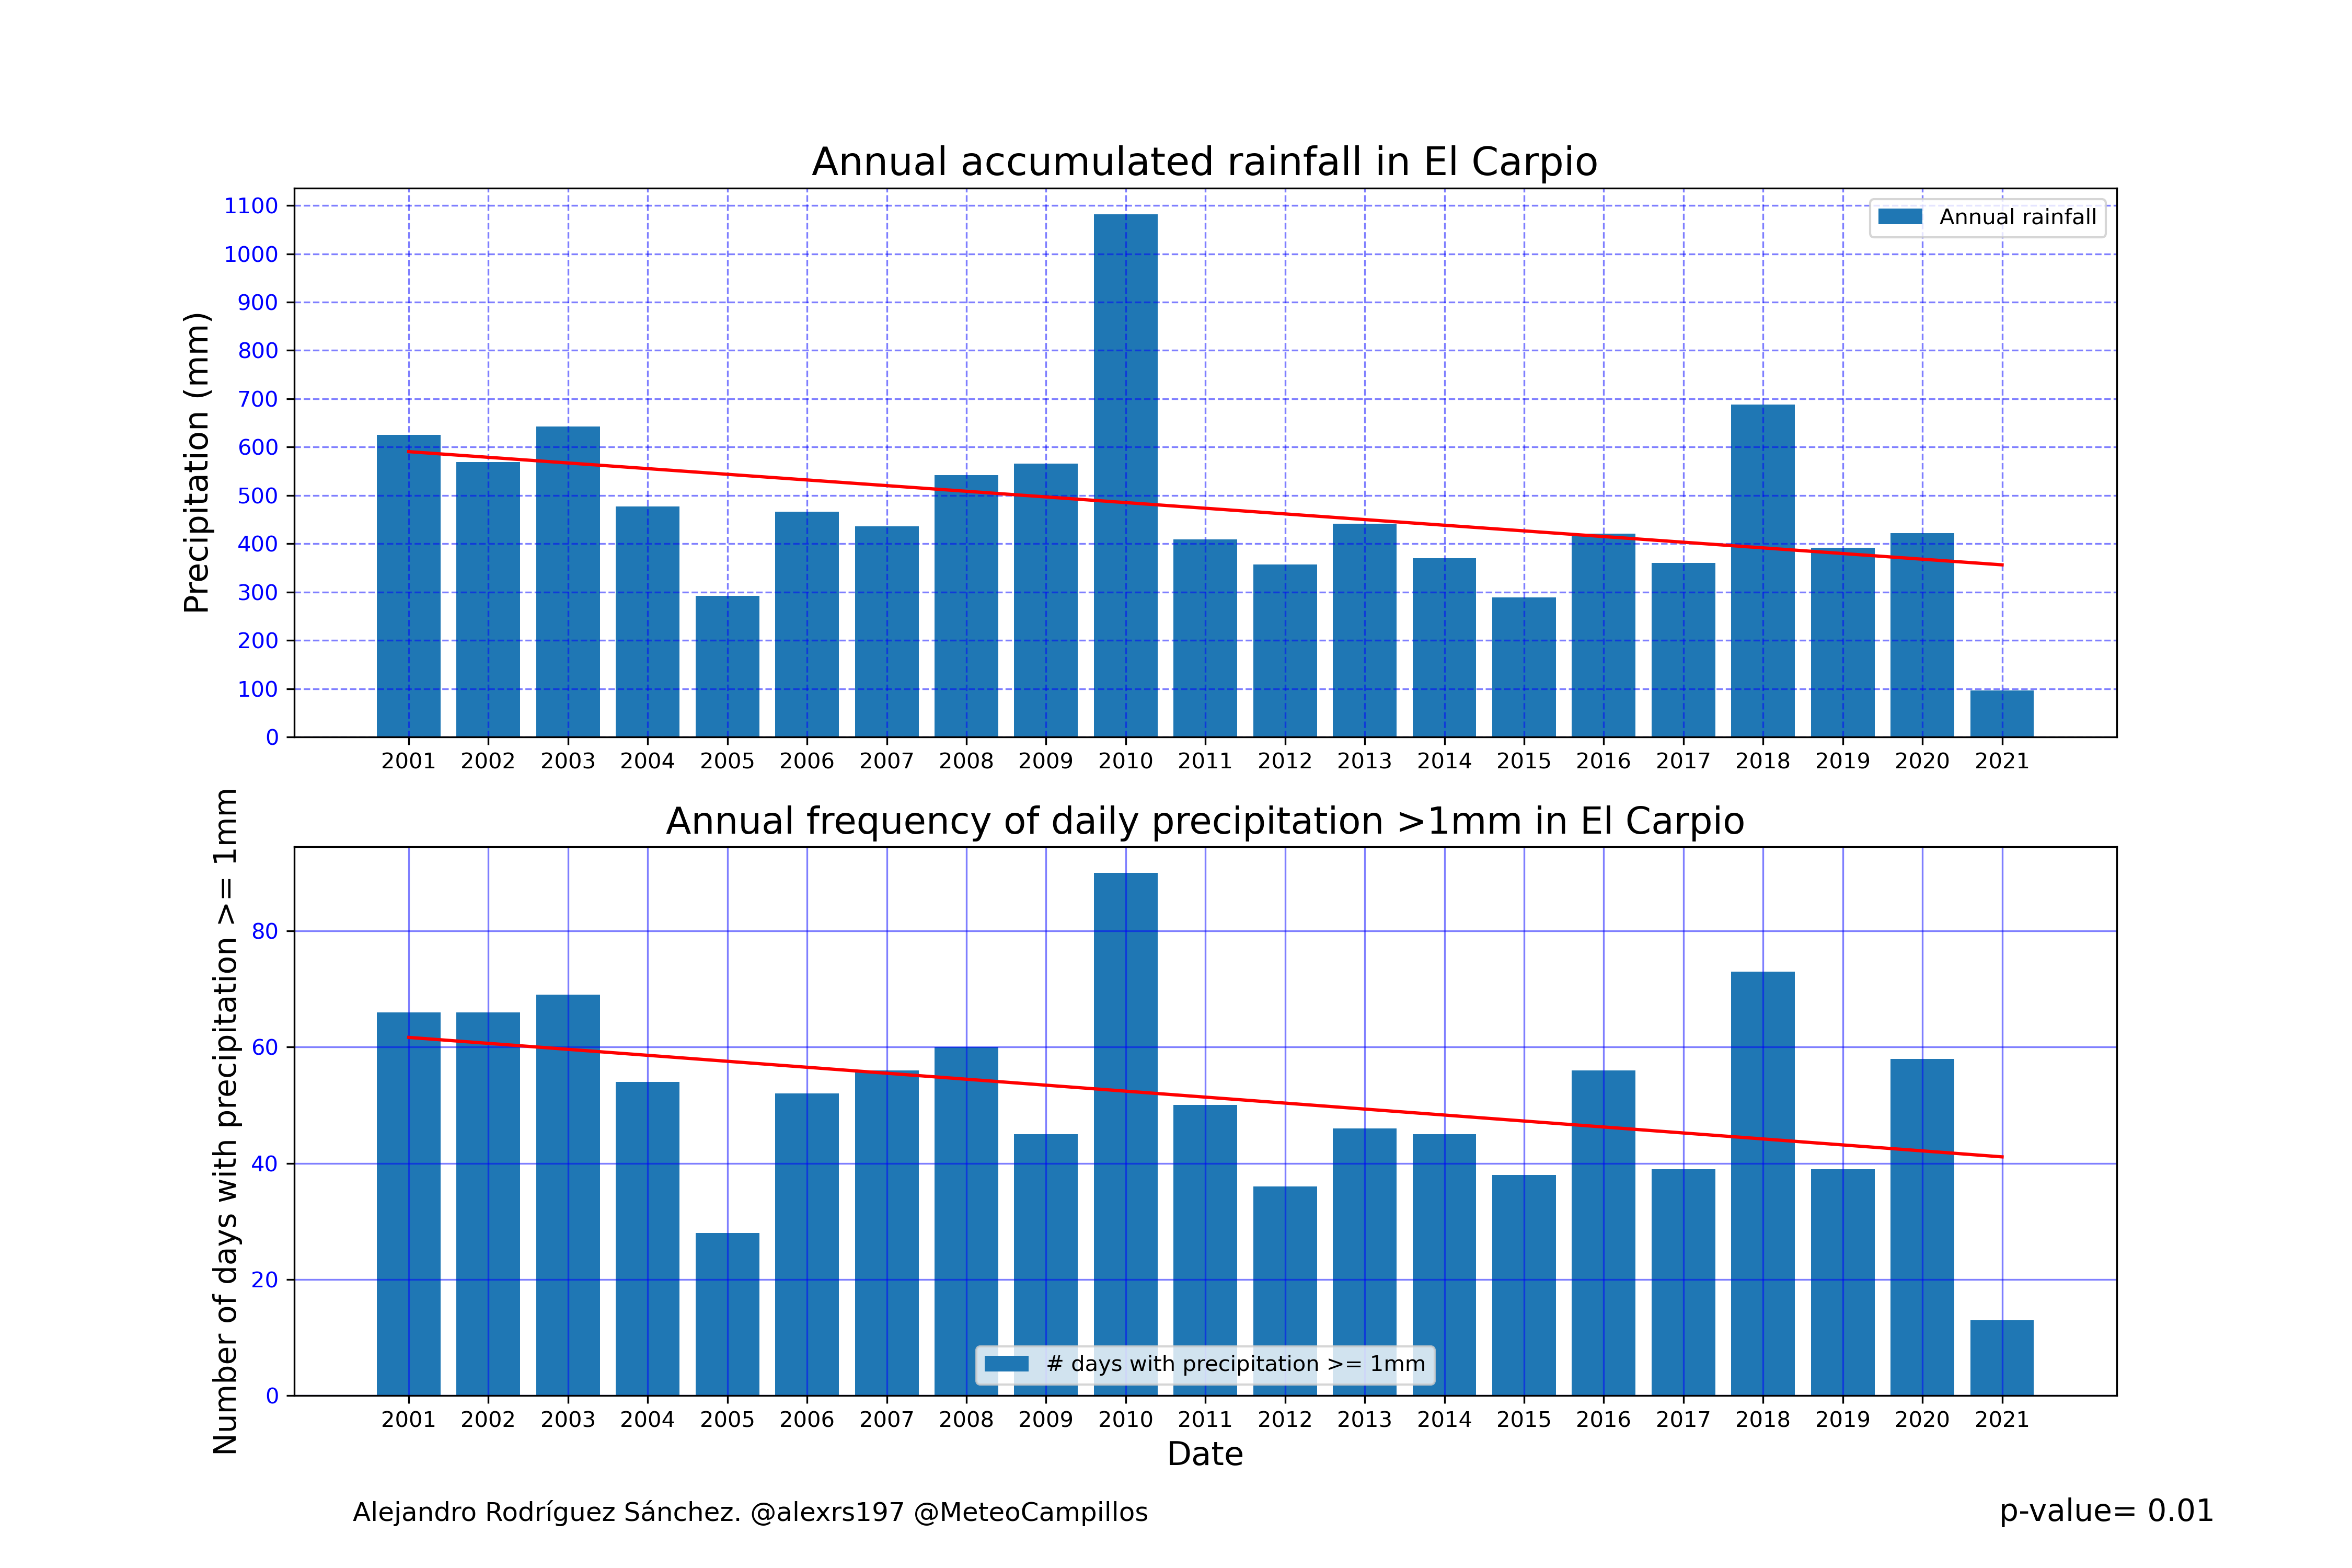 Annual accumulated rainfall in El Carpio
Precipitation (mm)
1100
1000
900
800
700
600
500
400
300
200
100
0
Annual rainfall
2001 2002 2003 2004 2005 2006 2007 2008 2009 2010 2011 2012 2013 2014 2015 2016 2017 2018 2019 2020 2021
Annual frequency of daily precipitation >1mm in El Carpio
Number of days with precipitation >= 1mm
80
60
40
20
0
# days with precipitation >= 1mm
2001 2002 2003 2004 2005 2006 2007 2008 2009 2010 2011 2012 2013 2014 2015 2016 2017 2018 2019 2020 2021
Date
Alejandro Rodríguez Sánchez. @alexrs197 @MeteoCampillos
p-value= 0.01